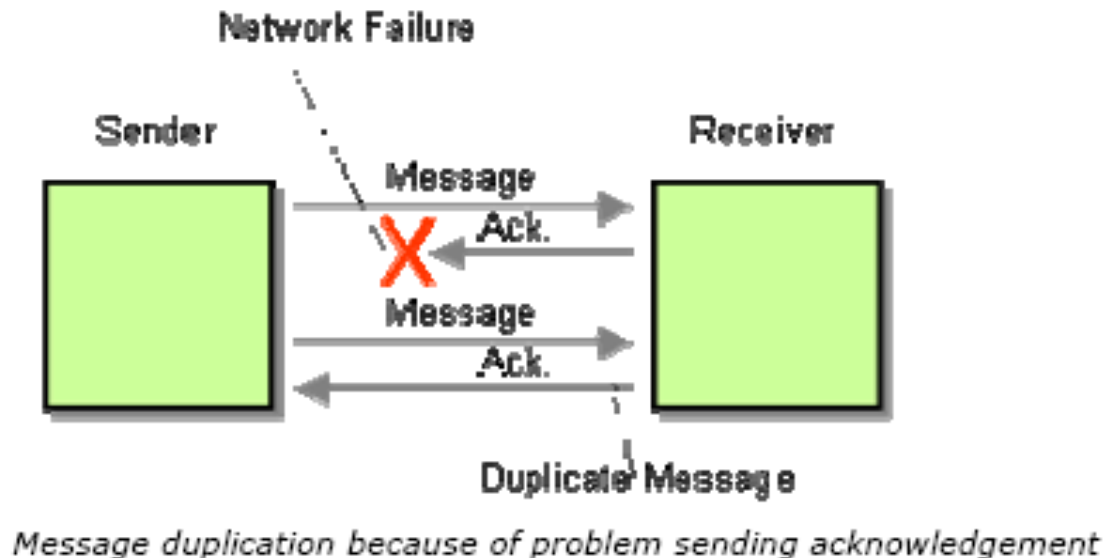 Network Failure
Sender
Receiver
Message
Ack.
Message
Ack.
Duplicate Message
Message duplication because of problem sending acknowledgement